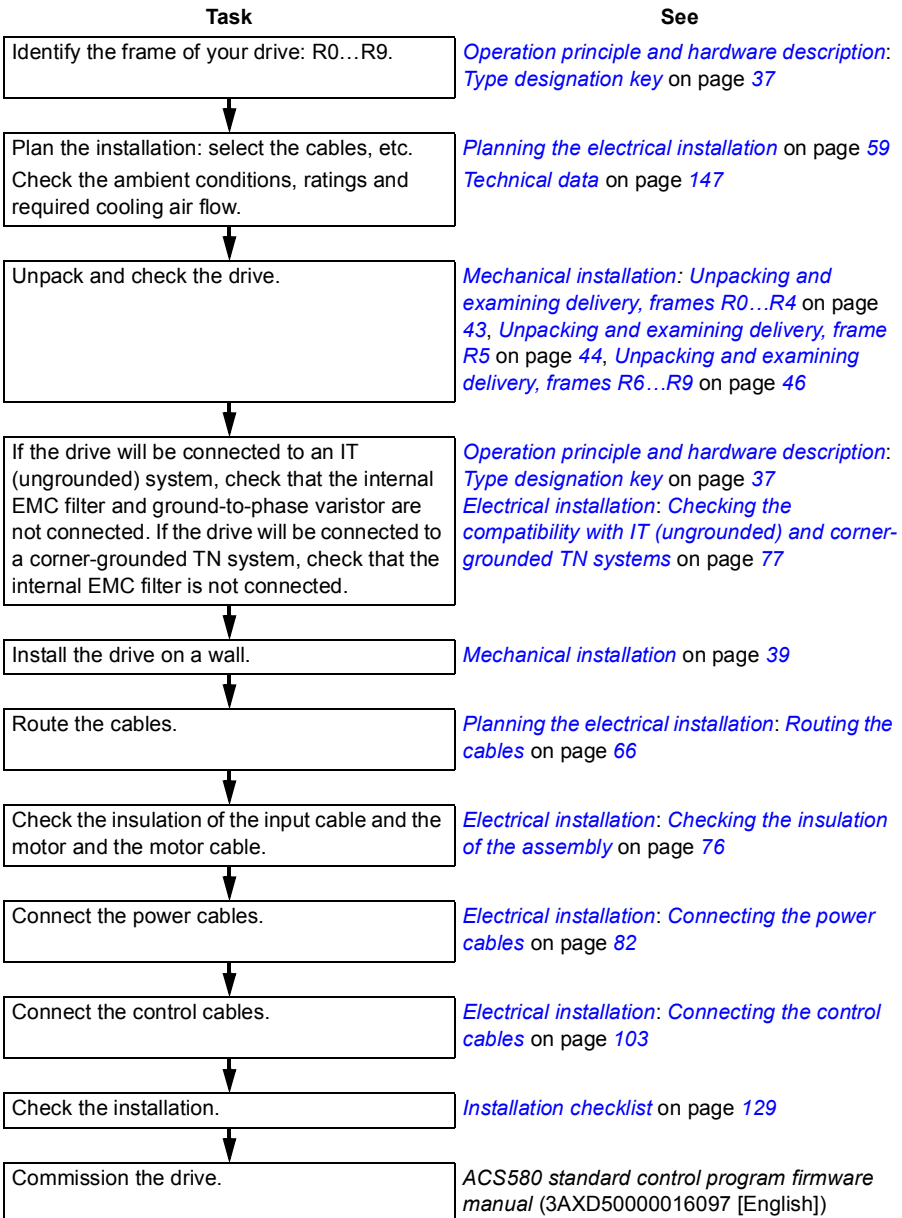 Task
See
Identify the frame of your drive: R0…R9.
Operation principle and hardware description:
Type designation key on page 37
Plan the installation: select the cables, etc.
Check the ambient conditions, ratings and
required cooling air flow.
Planning the electrical installation on page 59
Technical data on page 147
Unpack and check the drive.
Mechanical installation: Unpacking and
examining delivery, frames R0…R4 on page
43, Unpacking and examining delivery, frame
R5 on page 44, Unpacking and examining
delivery, frames R6…R9 on page 46
If the drive will be connected to an IT
(ungrounded) system, check that the internal
EMC filter and ground-to-phase varistor are
not connected. If the drive will be connected to
a corner-grounded TN system, check that the
internal EMC filter is not connected.
Operation principle and hardware description:
Type designation key on page 37
Electrical installation: Checking the
compatibility with IT (ungrounded) and corner-
grounded TN systems on page 77
Install the drive on a wall.
Mechanical installation on page 39
Route the cables.
Planning the electrical installation: Routing the
cables on page 66
Check the insulation of the input cable and the
motor and the motor cable.
Electrical installation: Checking the insulation
of the assembly on page 76
Connect the power cables.
Electrical installation: Connecting the power
cables on page 82
Connect the control cables.
Electrical installation: Connecting the control
cables on page 103
Check the installation.
Installation checklist on page 129
Commission the drive.
ACS580 standard control program firmware
manual (3AXD50000016097 [English])